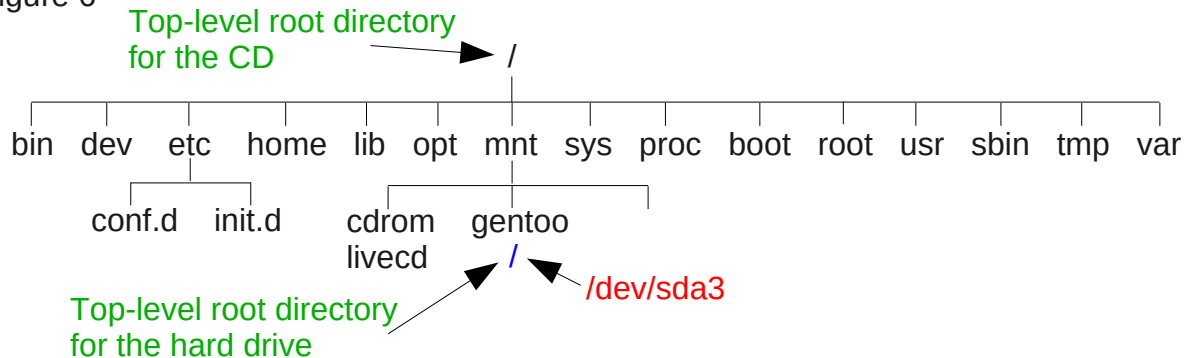 Top-level root directory
for the CD
/
bin dev etc home lib opt mnt sys proc boot root usr sbin tmp var
conf.d init.d cdrom gentoo
livecd /
/dev/sda3
Top-level root directory
for the hard drive